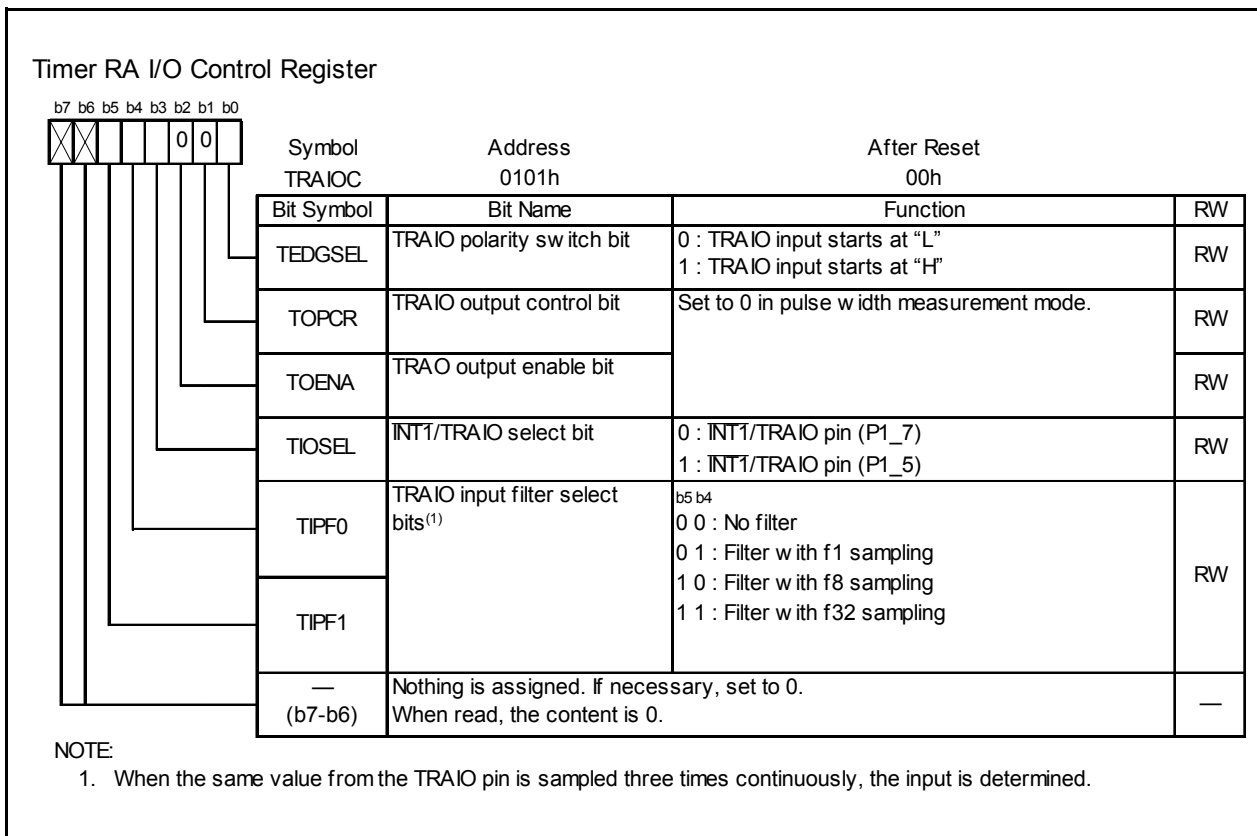 Timer RA I/O Control Register
b7 b6 b5 b4 b3 b2 b1 b0
0 0
Symbol Address After Reset
TRAIOC 0101h 00h
Bit Symbol Bit Name Function RW
TEDGSEL TRAIO polarity switch bit 0 : TRAIO input starts at “L”
1 : TRAIO input starts at “H” RW
TOPCR TRAIO output control bit Set to 0 in pulse width measurement mode. RW
TOENA TRAO output enable bit RW
TIOSEL INT1/TRAIO select bit 0 : INT1/TRAIO pin (P1_7)
1 : INT1/TRAIO pin (P1_5) RW
TIPF0 TRAIO input filter select
bits(1)
b5 b4
0 0 : No filter
0 1 : Filter with f1 sampling
1 0 : Filter with f8 sampling
1 1 : Filter with f32 sampling
RW
TIPF1
—
(b7-b6)
Nothing is assigned. If necessary, set to 0.
When read, the content is 0.
—
NOTE:
1. When the same value from the TRAIO pin is sampled three times continuously, the input is determined.